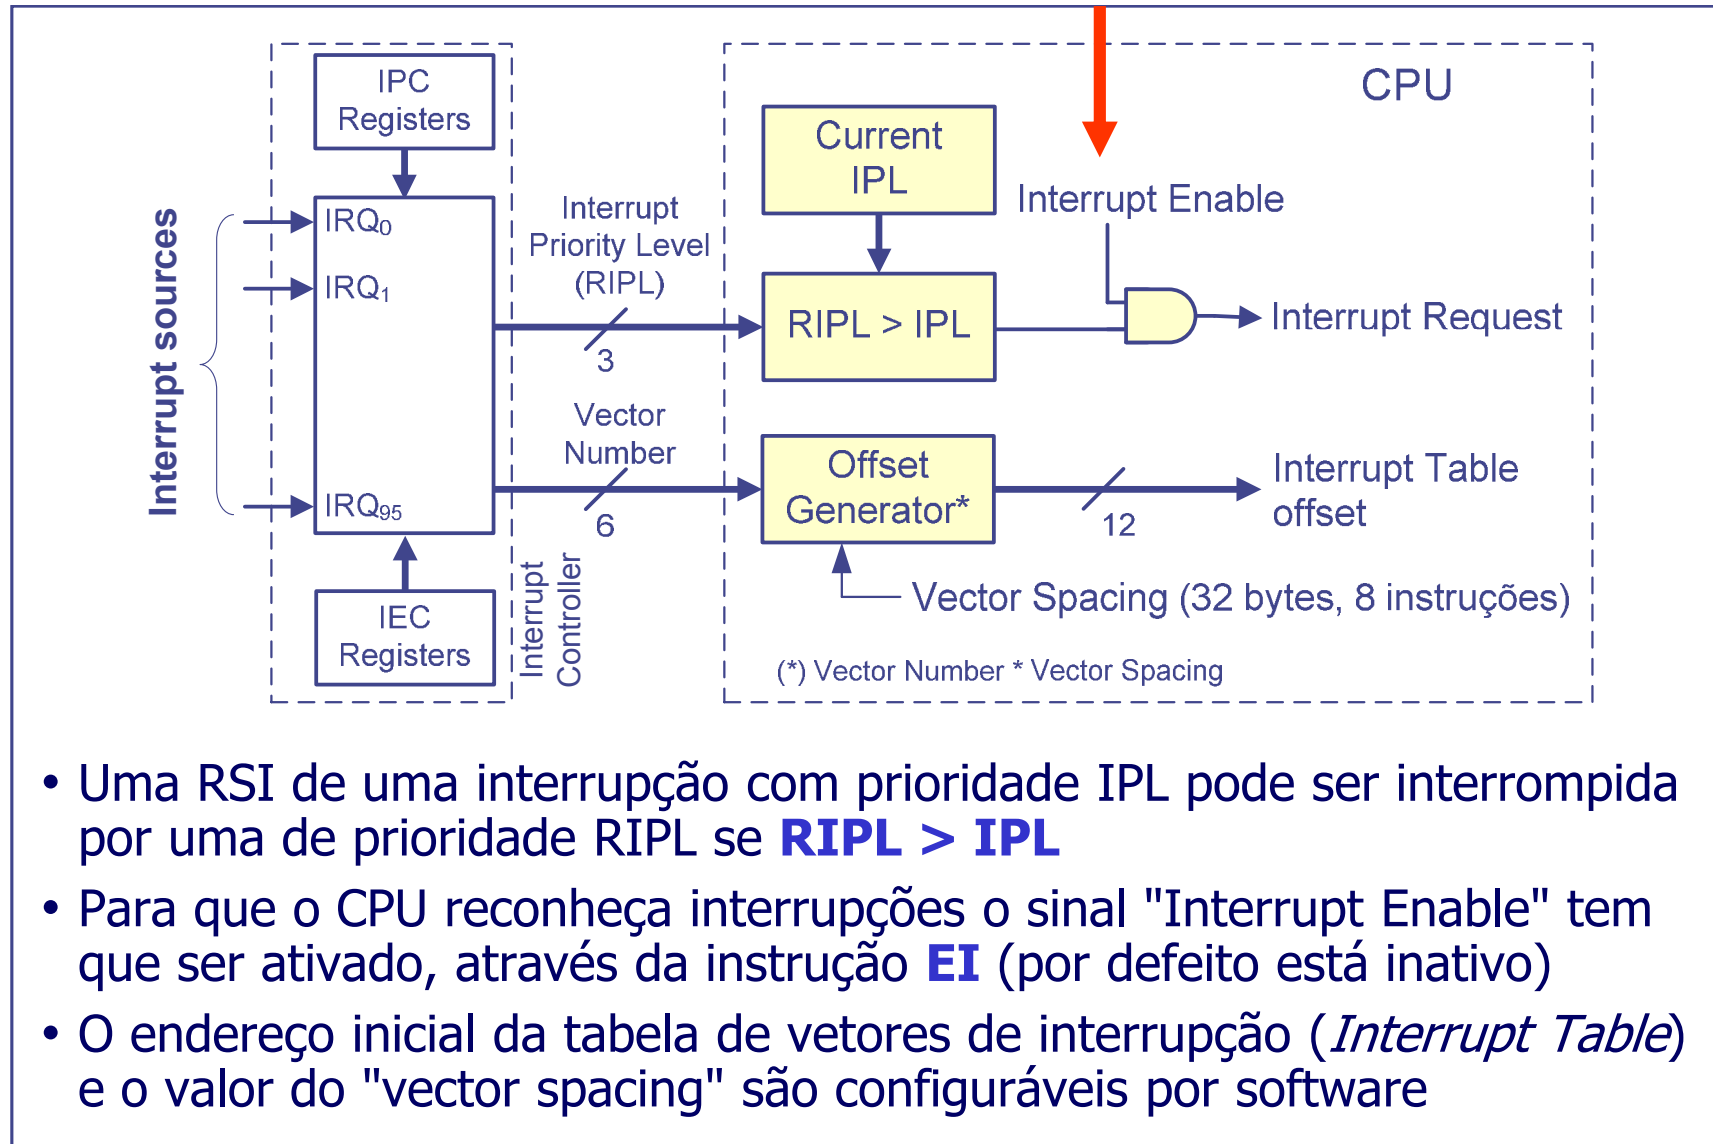 IPC
Registers
CPU
Current
IPL
Interrupt sources
IRQ0
IRQ1
IRQ95
Interrupt
Priority Level
(RIPL)
3
Interrupt Enable
RIPL > IPL
Interrupt Request
Vector
Number
6
Offset
Generator*
12
Interrupt Table
offset
IEC
Registers
Interrupt
Controller
Vector Spacing (32 bytes, 8 instruções)
(*) Vector Number * Vector Spacing
• Uma RSI de uma interrupção com prioridade IPL pode ser interrompida
por uma de prioridade RIPL se RIPL > IPL
• Para que o CPU reconheça interrupções o sinal "Interrupt Enable" tem
que ser ativado, através da instrução EI (por defeito está inativo)
• O endereço inicial da tabela de vetores de interrupção (Interrupt Table)
e o valor do "vector spacing" são configuráveis por software